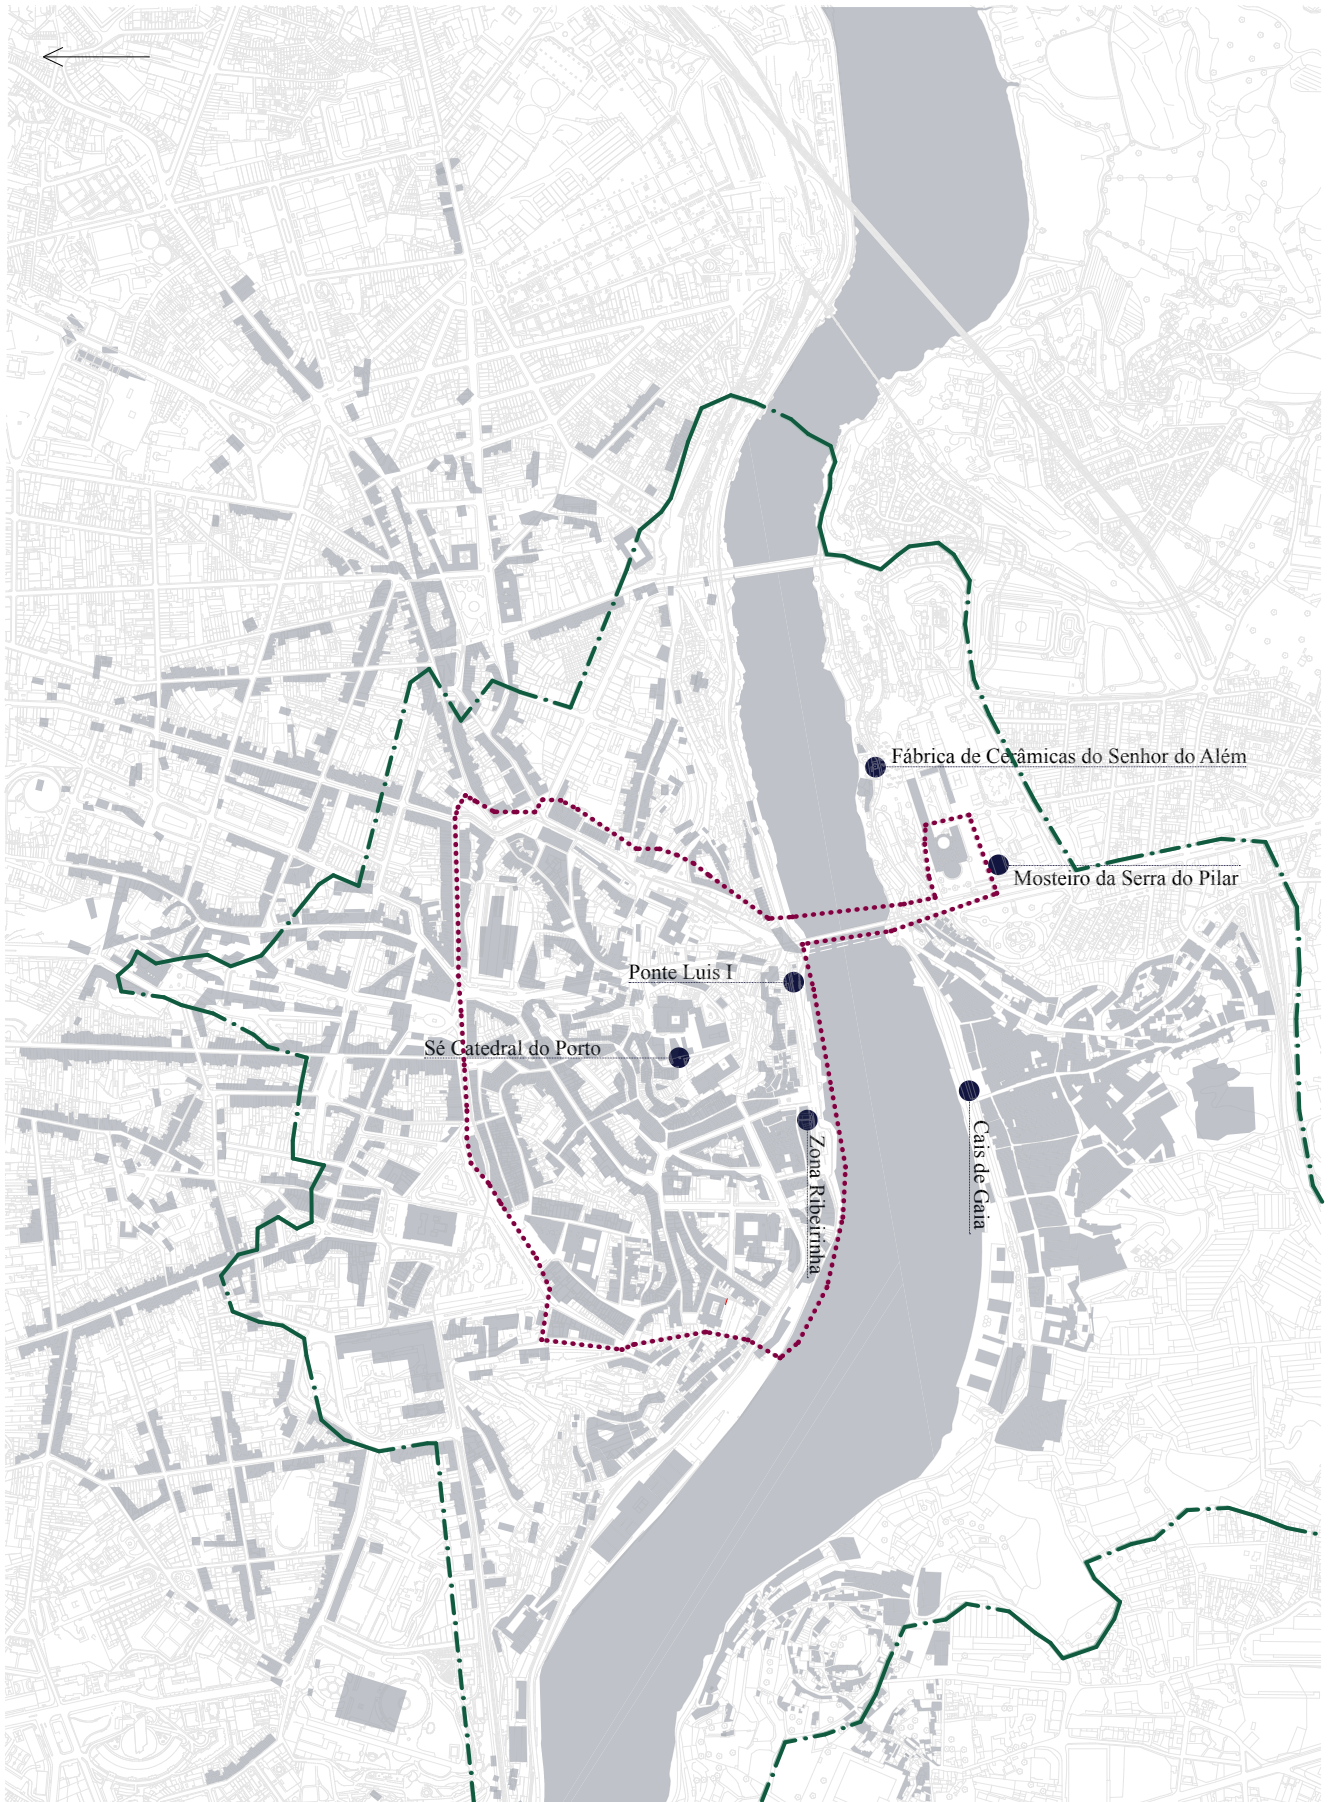 Fábrica de Cerâmicas do Senhor do Além
Mosteiro da Serra do Pilar
Ponte Luis I
Sé Catedral do Porto
Zona Ribeirinha
Cais de Gaia